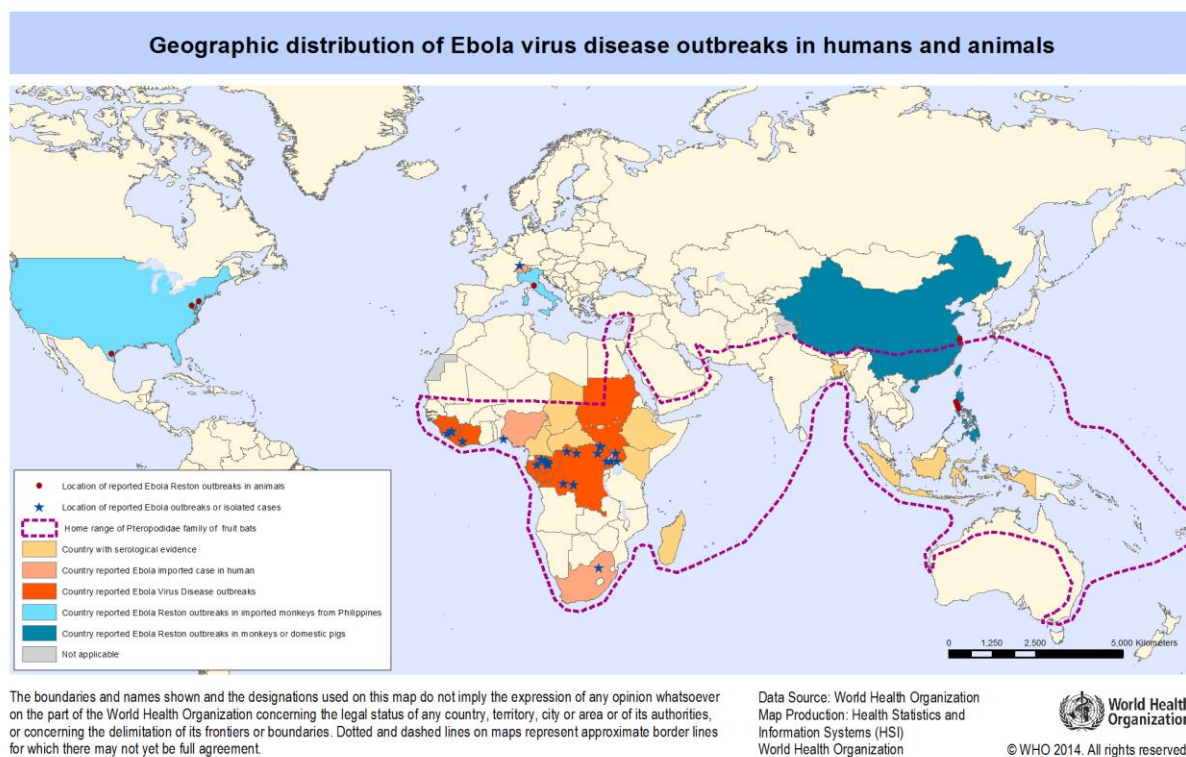 Geographic distribution of Ebola virus disease outbreaks in humans and animals
Location of reported Ebola Reston outbreaks in animals
Location of reported Ebola outbreaks or isolated cases
Home range of Pteropodidae family of fruit bats
Country with serological evidence
Country reported Ebola imported case in human
Country reported Ebola Virus Disease outbreaks
Country reported Ebola Reston outbreaks in imported monkeys from Philippines
Country reported Ebola Reston outbreaks in monkeys or domestic pigs
Not applicable
0 1,250 2,500 5,000 Kilometers
The boundaries and names shown and the designations used on this map do not imply the expression of any opinion whatsoever
on the part of the World Health Organization concerning the legal status of any country, territory, city or area or of its authorities,
or concerning the delimitation of its frontiers or boundaries. Dotted and dashed lines on maps represent approximate border lines
for which there may not yet be full agreement.
Data Source: World Health Organization
Map Production: Health Statistics and
Information Systems (HSI)
World Health Organization
World Health
Organization
© WHO 2014. All rights reserved